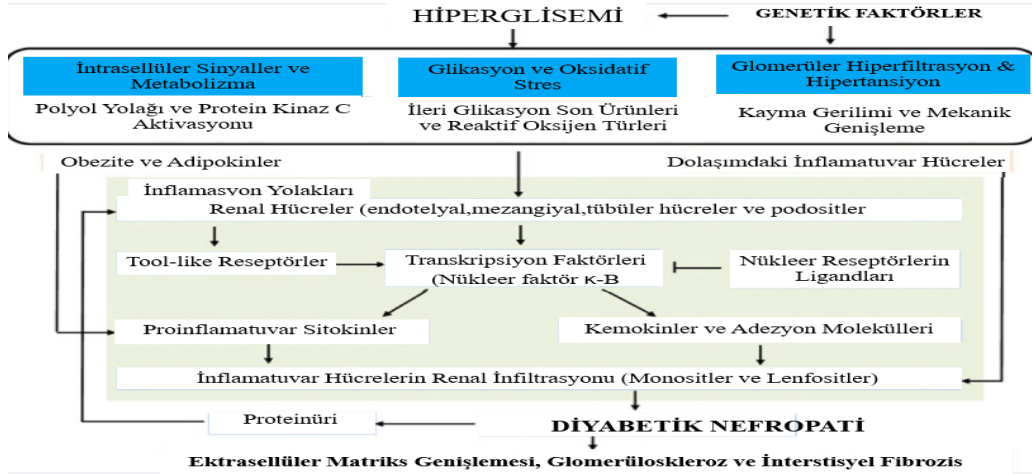 HİPERGLİSEMİ
GENETİK FAKTÖRLER
İntrasellüler Sinyaller ve
Metabolizma
Polyol Yolağı ve Protein Kinaz C
Aktivasyonu
Glikasyon ve Oksidatif
Stres
İleri Glikasyon Son Ürünleri
ve Reaktif Oksijen Türleri
Glomerüler Hiperfiltrasyon &
Hipertansiyon
Kayma Gerilimi ve Mekanik
Genişleme
Obezite ve Adipokinler
Dolaşımdaki İnflamatuvar Hücreler
İnflamasyon Yolakları
Renal Hücreler (endotelyal,mezangiyal,tübüler hücreler ve podositler
Tool-like Reseptörler
Transkripsiyon Faktörleri
(Nükleer faktör κ-B
Nükleer Reseptörlerin
Ligandları
Proinflamatuvar Sitokinler
Kemokinler ve Adezyon Molekülleri
İnflamatuvar Hücrelerin Renal İnfiltrasyonu (Monositler ve Lenfositler)
Proteinüri
DİYABETİK NEFROPATİ
Ektrasellüler Matriks Genişlemesi, Glomerüloskleroz ve İnterstisyel Fibrozis